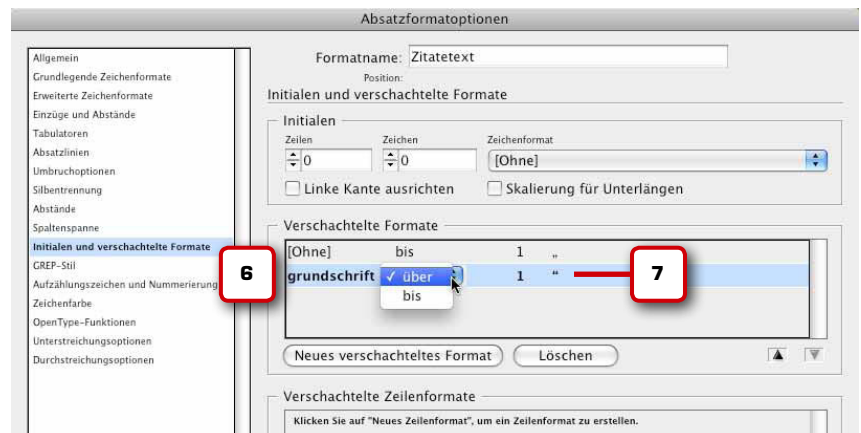 Absatzformatoptionen
Allgemein
Grundlegende Zeichenformate
Erweiterte Zeichenformate
Einzüge und Abstände
Tabulatoren
Absatzlinien
Umbruchoptionen
Silbentrennung
Abstände
Spaltenspanne
Initialen und verschachtelte Formate
GREP-Stil
Aufzählungszeichen und Nummerierung
Zeichenfarbe
OpenType-Funktionen
Unterstreichungsoptionen
Durchstreichungsoptionen
Formatname: Zitatetext
Position:
Initialen und verschachtelte Formate
Initialen
Zeilen Zeichen Zeichenformat
0 0 [Ohne]
Linke Kante ausrichten Skalierung für Unterlängen
Verschachtelte Formate
[Ohne] bis 1 „
6 grundschrift ✓ über 1 “ 7
bis
Neues verschachteltes Format Löschen
Verschachtelte Zeilenformate
Klicken Sie auf "Neues Zeilenformat", um ein Zeilenformat zu erstellen.